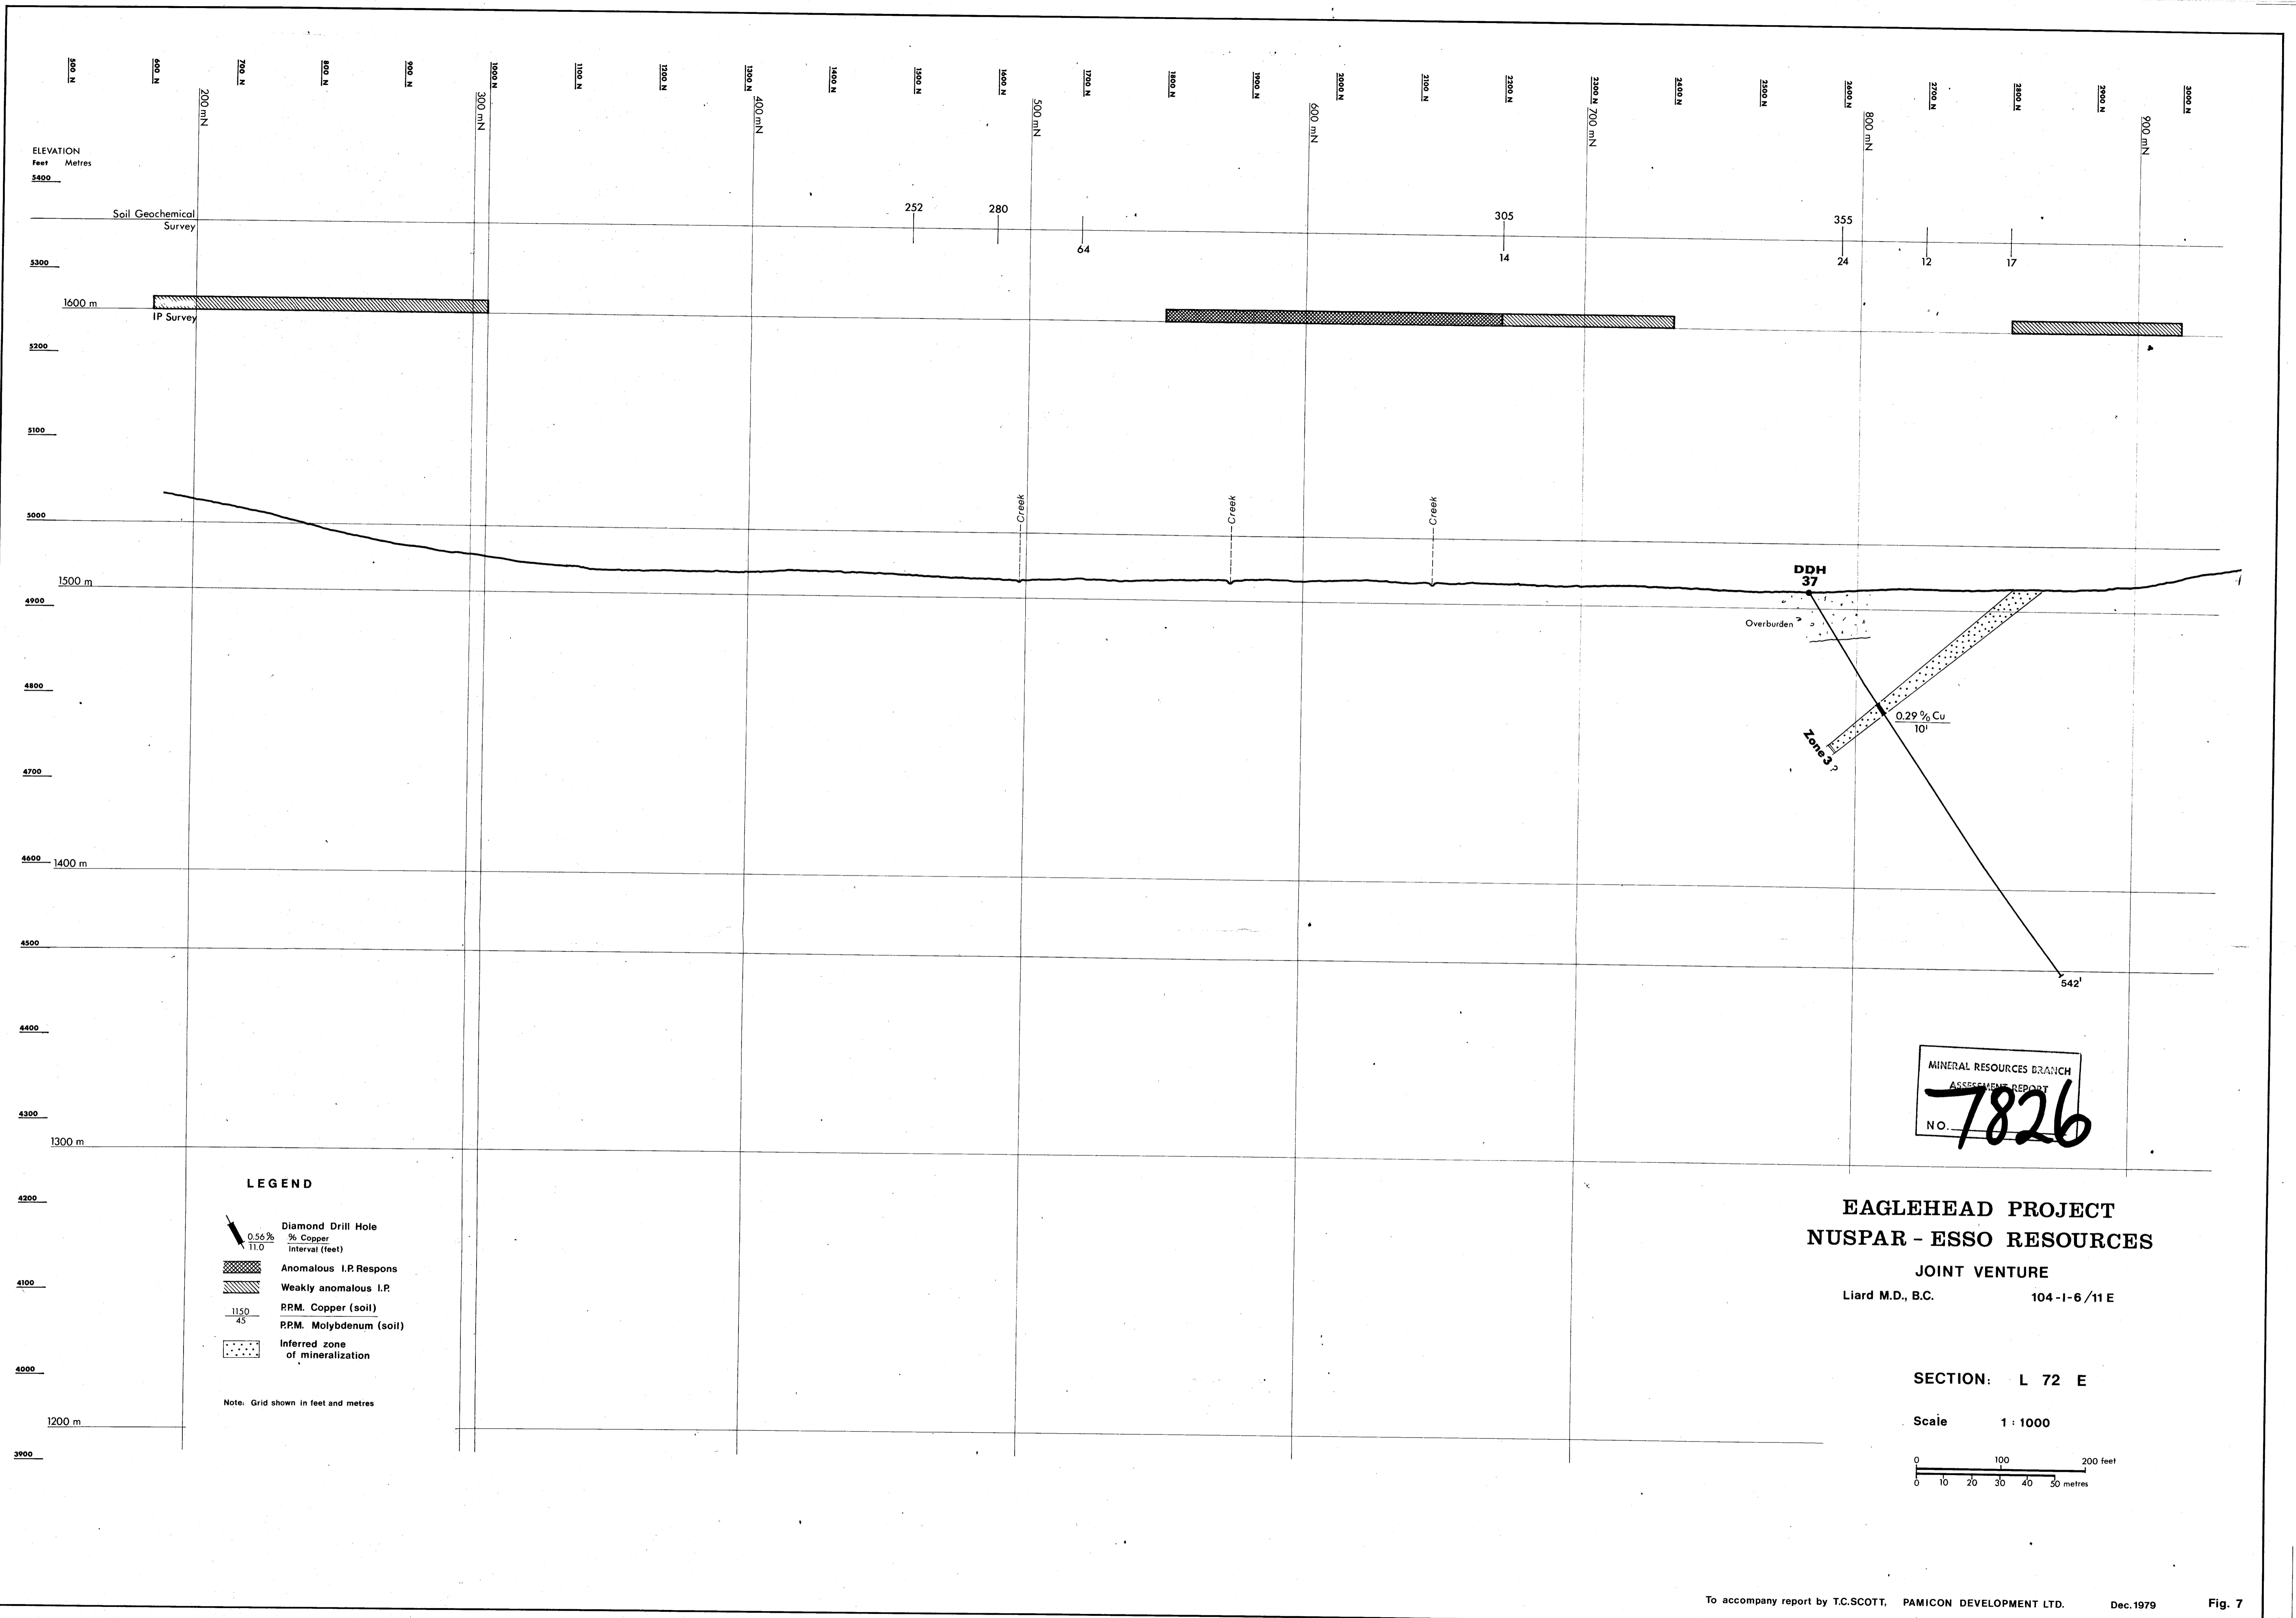 500 N 600 N 700 N 800 N 900 N 1000 N 1100 N 1200 N 1300 N 1400 N 1500 N 1600 N 1700 N 1800 N 1900 N 2000 N 2100 N 2200 N 2300 N 2400 N 2500 N 2600 N 2700 N 2800 N 2900 N 3000 N
200 mN 300 mN 400 mN 500 mN 600 mN 700 mN 800 mN 900 mN
ELEVATION
Feet Metres
5400
Soil Geochemical
Survey
252 280 305 355
64 14 24 12 17
5300
1600 m
IP Survey
5200
5100
5000
Creek Creek Creek
1500 m
4900
DDH
37
Overburden ?
4800
0.29 % Cu
10'
Zone 3 ?
4700
4600
1400 m
4500
542'
4400
4300
1300 m
4200
4100
4000
1200 m
3900
MINERAL RESOURCES BRANCH
ASSESSMENT REPORT
NO. 7826
LEGEND
Diamond Drill Hole
0.56% % Copper
11.0 Interval (feet)
Anomalous I.P. Respons
Weakly anomalous I.P.
1150 P.P.M. Copper (soil)
45 P.P.M. Molybdenum (soil)
Inferred zone
of mineralization
Note: Grid shown in feet and metres
EAGLEHEAD PROJECT
NUSPAR - ESSO RESOURCES
JOINT VENTURE
Liard M.D., B.C. 104-I-6/11 E
SECTION: L 72 E
Scale 1 : 1000
0 100 200 feet
0 10 20 30 40 50 metres
To accompany report by T.C.SCOTT, PAMICON DEVELOPMENT LTD. Dec.1979 Fig. 7